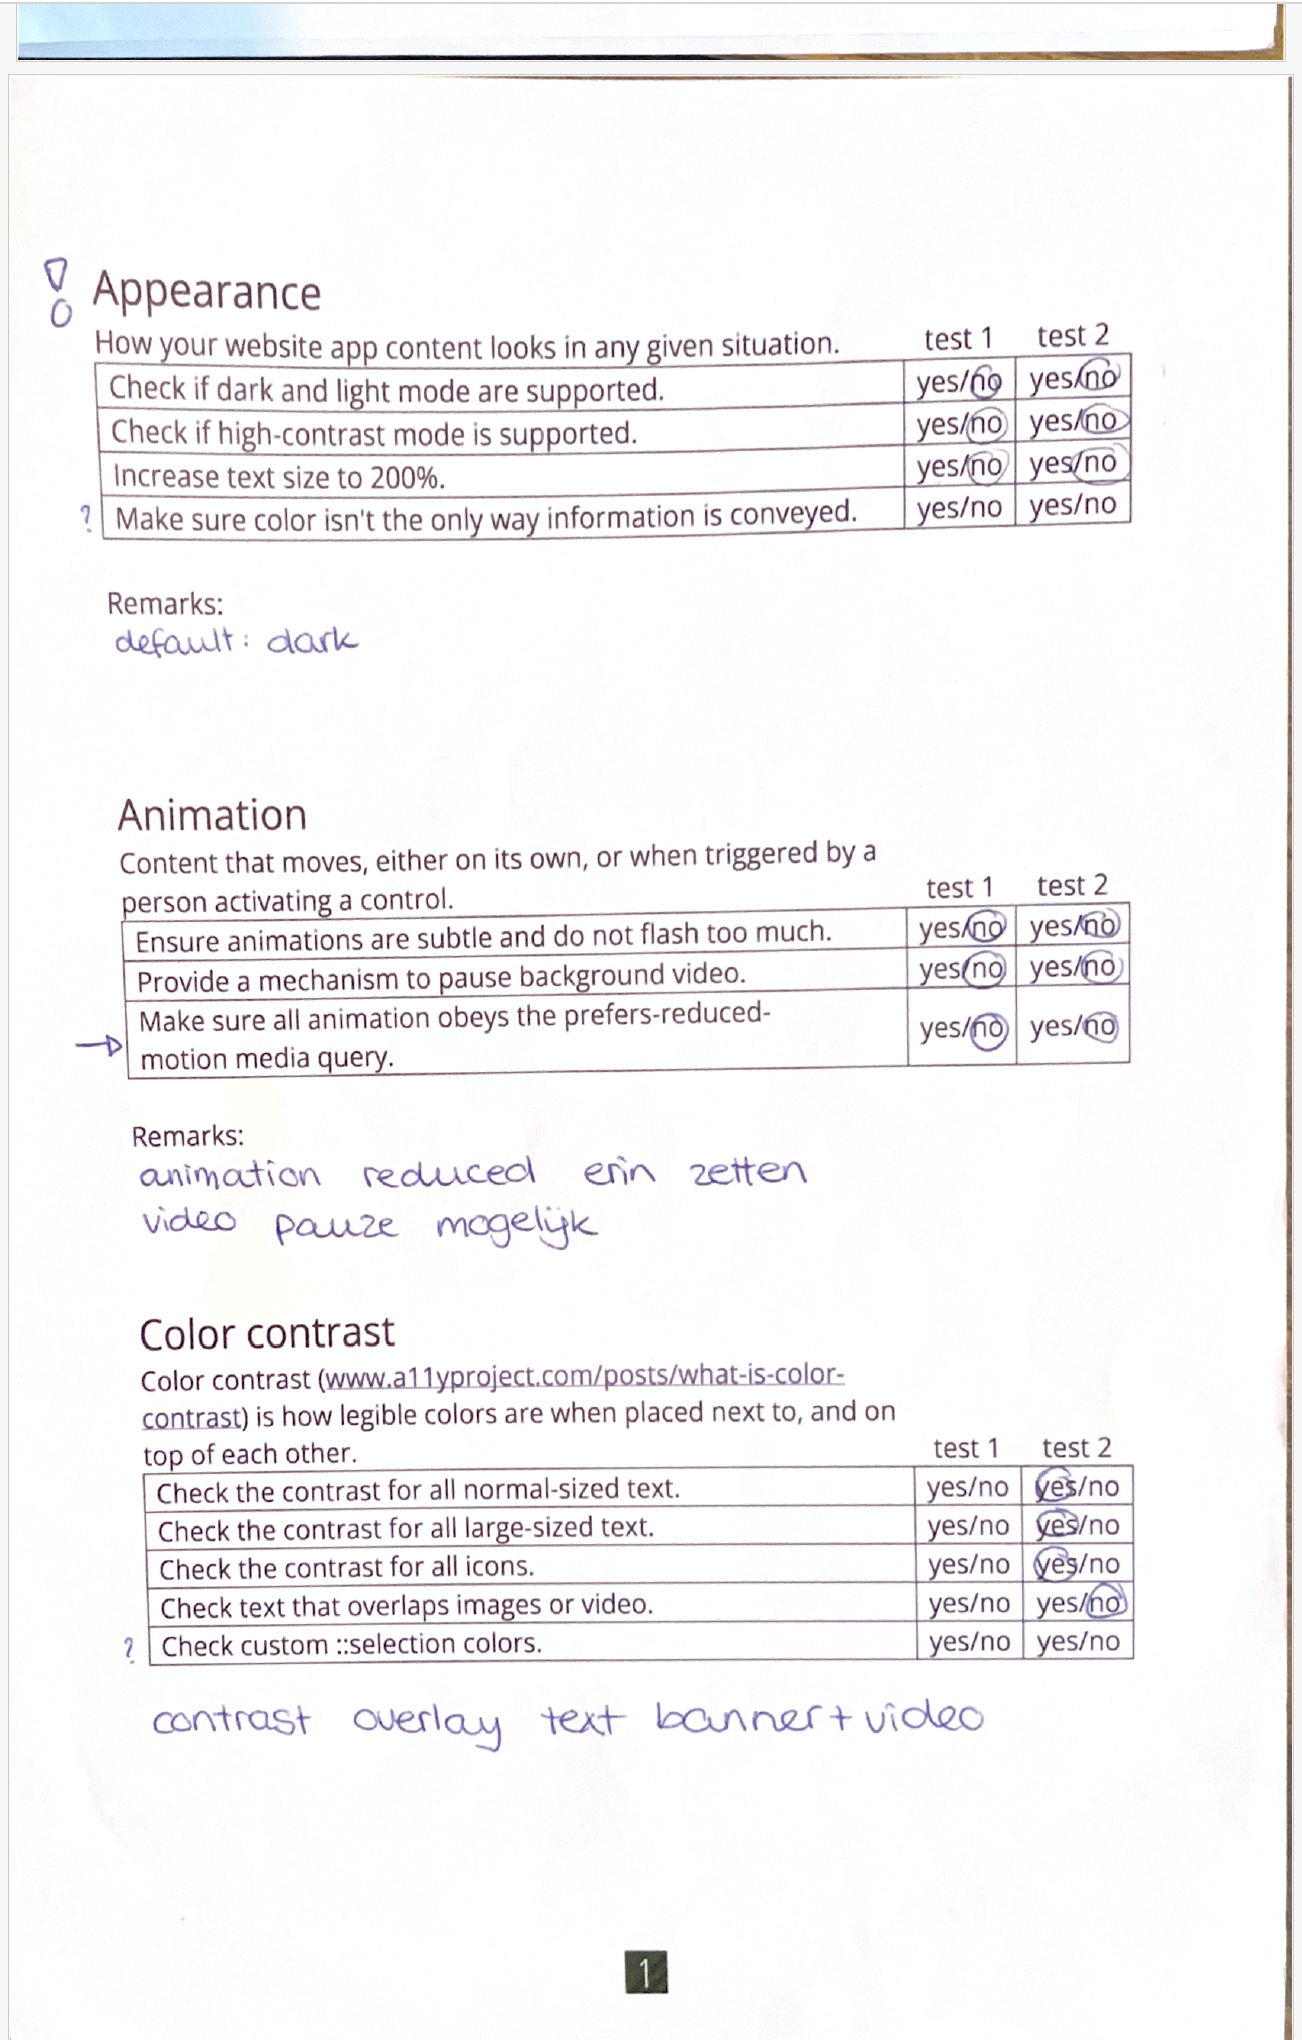 Appearance
How your website app content looks in any given situation. test 1 test 2
Check if dark and light mode are supported. yes/no yes/no
Check if high-contrast mode is supported. yes/no yes/no
Increase text size to 200%. yes/no yes/no
? Make sure color isn't the only way information is conveyed. yes/no yes/no
Remarks:
default: dark
Animation
Content that moves, either on its own, or when triggered by a
person activating a control. test 1 test 2
Ensure animations are subtle and do not flash too much. yes/no yes/no
Provide a mechanism to pause background video. yes/no yes/no
Make sure all animation obeys the prefers-reduced-
motion media query. yes/no yes/no
Remarks:
animation reduced erin zetten
video pauze mogelijk
Color contrast
Color contrast (www.a11yproject.com/posts/what-is-color-
contrast) is how legible colors are when placed next to, and on
top of each other. test 1 test 2
Check the contrast for all normal-sized text. yes/no yes/no
Check the contrast for all large-sized text. yes/no yes/no
Check the contrast for all icons. yes/no yes/no
Check text that overlaps images or video. yes/no yes/no
? Check custom ::selection colors. yes/no yes/no
contrast overlay text banner + video
1